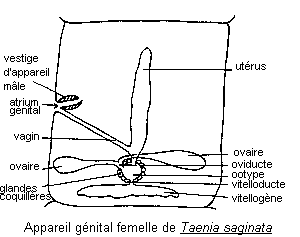 vestige
d'appareil
mâle
atrium
génital
vagin
ovaire
glandes
coquillères
utérus
ovaire
oviducte
ootype
vitelloducte
vitellogène
Appareil génital femelle de Taenia saginata